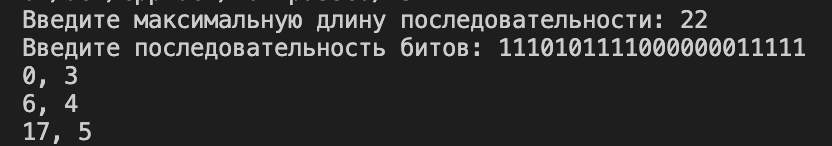 Введите максимальную длину последовательности: 22
Введите последовательность битов: 1110101111000000011111
0, 3
6, 4
17, 5